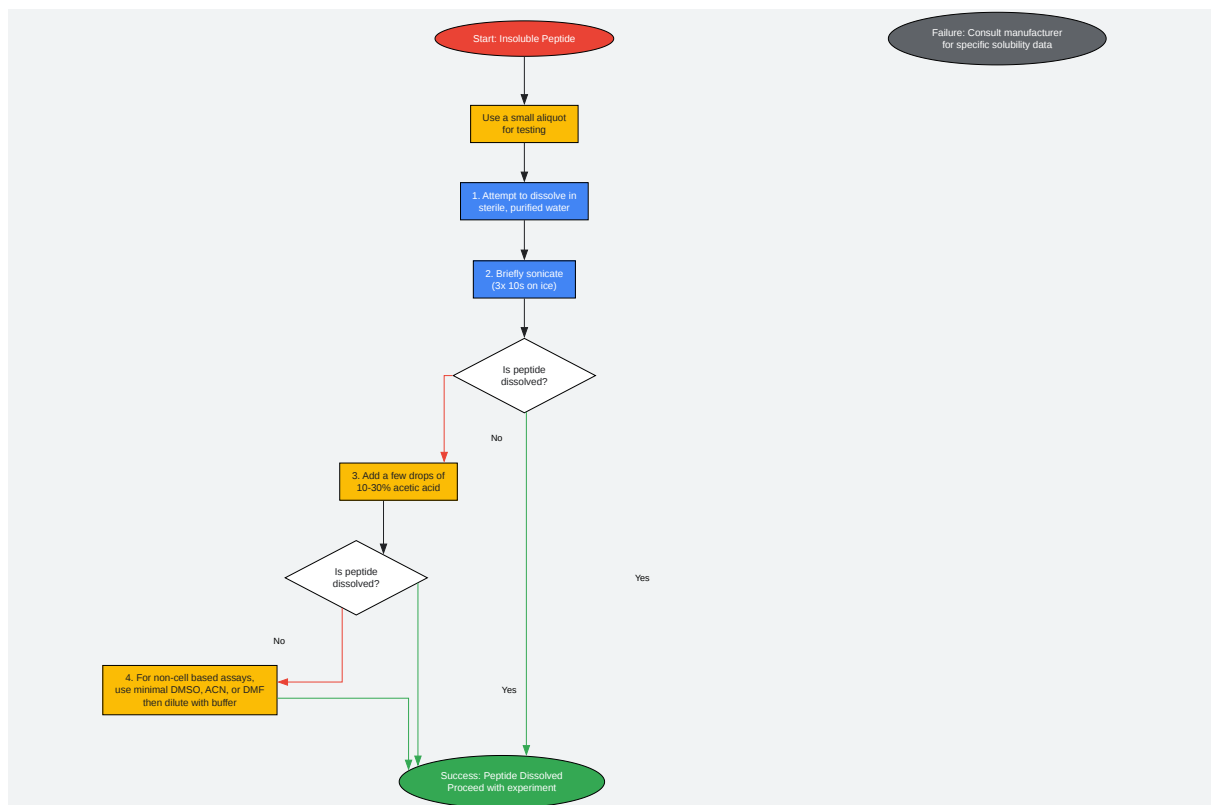 Start: Insoluble Peptide
Failure: Consult manufacturer
for specific solubility data
Use a small aliquot
for testing
1. Attempt to dissolve in
sterile, purified water
2. Briefly sonicate
(3x 10s on ice)
Is peptide
dissolved?
No
3. Add a few drops of
10-30% acetic acid
Is peptide
dissolved?
Yes
No
4. For non-cell based assays,
use minimal DMSO, ACN, or DMF
then dilute with buffer
Yes
Success: Peptide Dissolved
Proceed with experiment